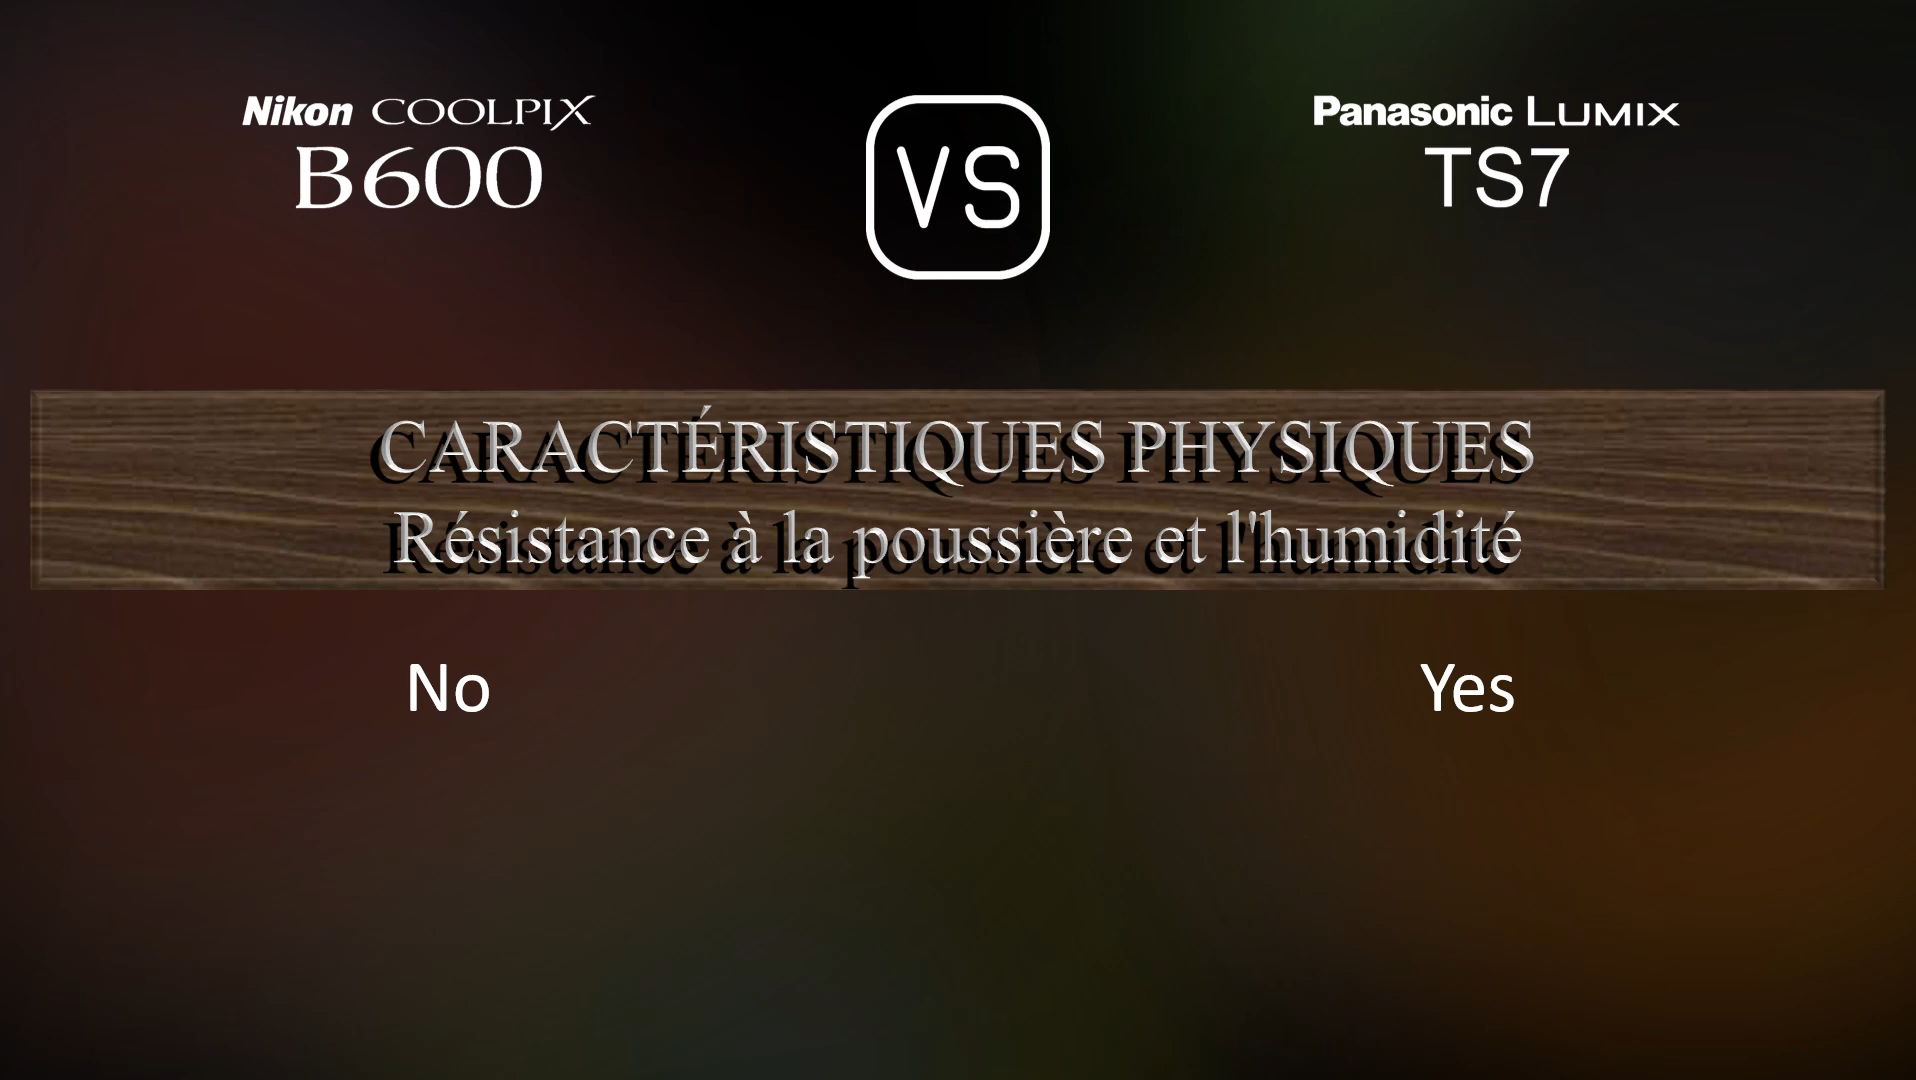 Nikon COOLPIX
B600
VS
Panasonic LUMIX
TS7
CARACTÉRISTIQUES PHYSIQUES
Résistance à la poussière et l'humidité
No
Yes